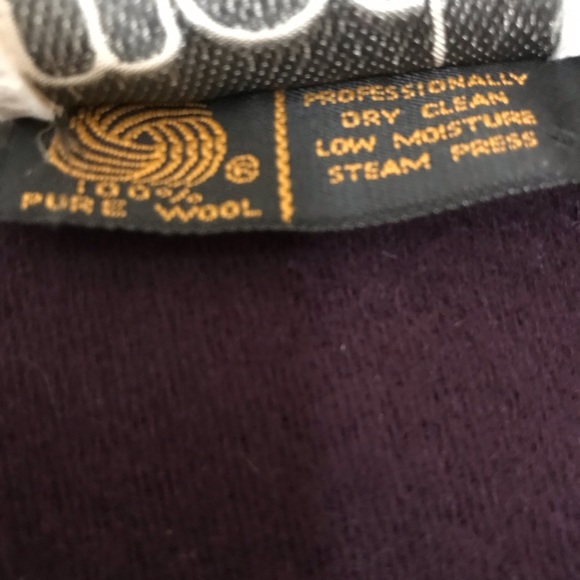 ®
100%
PURE WOOL
PROFESSIONALLY
DRY CLEAN
LOW MOISTURE
STEAM PRESS